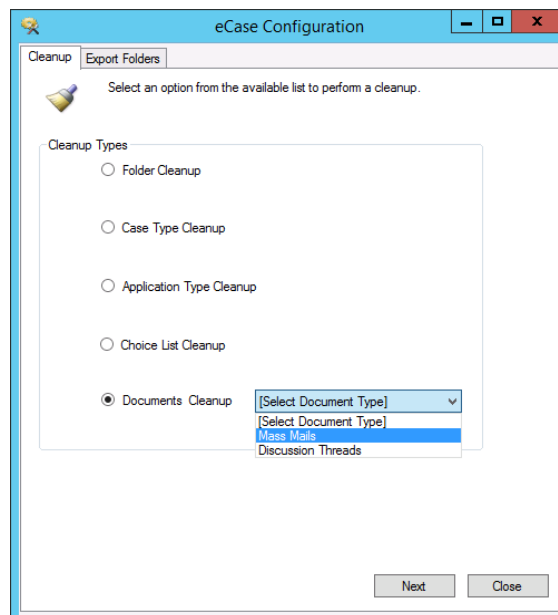 eCase Configuration
Cleanup Export Folders
Select an option from the available list to perform a cleanup.
Cleanup Types
Folder Cleanup
Case Type Cleanup
Application Type Cleanup
Choice List Cleanup
Documents Cleanup [Select Document Type]
[Select Document Type]
Mass Mails
Discussion Threads
Next Close